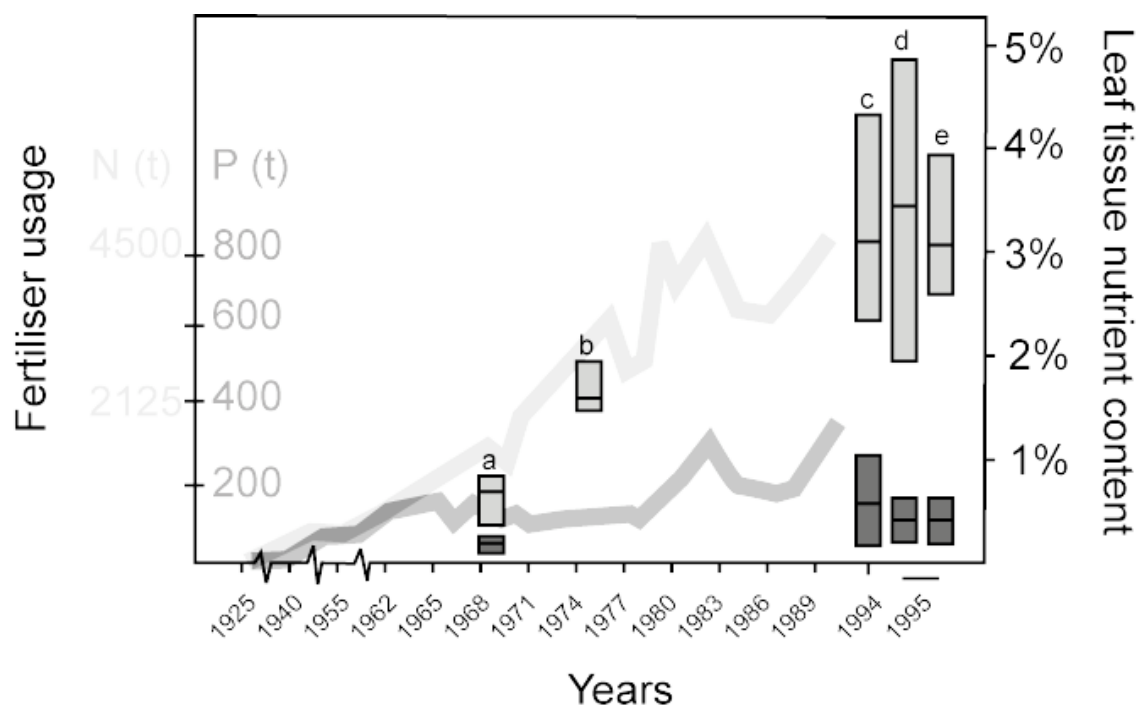 Fertiliser usage
N (t)
4500
2125
P (t)
800
600
400
200
a
b
c
d
e
5%
4%
3%
2%
1%
Leaf tissue nutrient content
1925
1940
1955
1962
1965
1968
1971
1974
1977
1980
1983
1986
1989
1994
1995
Years